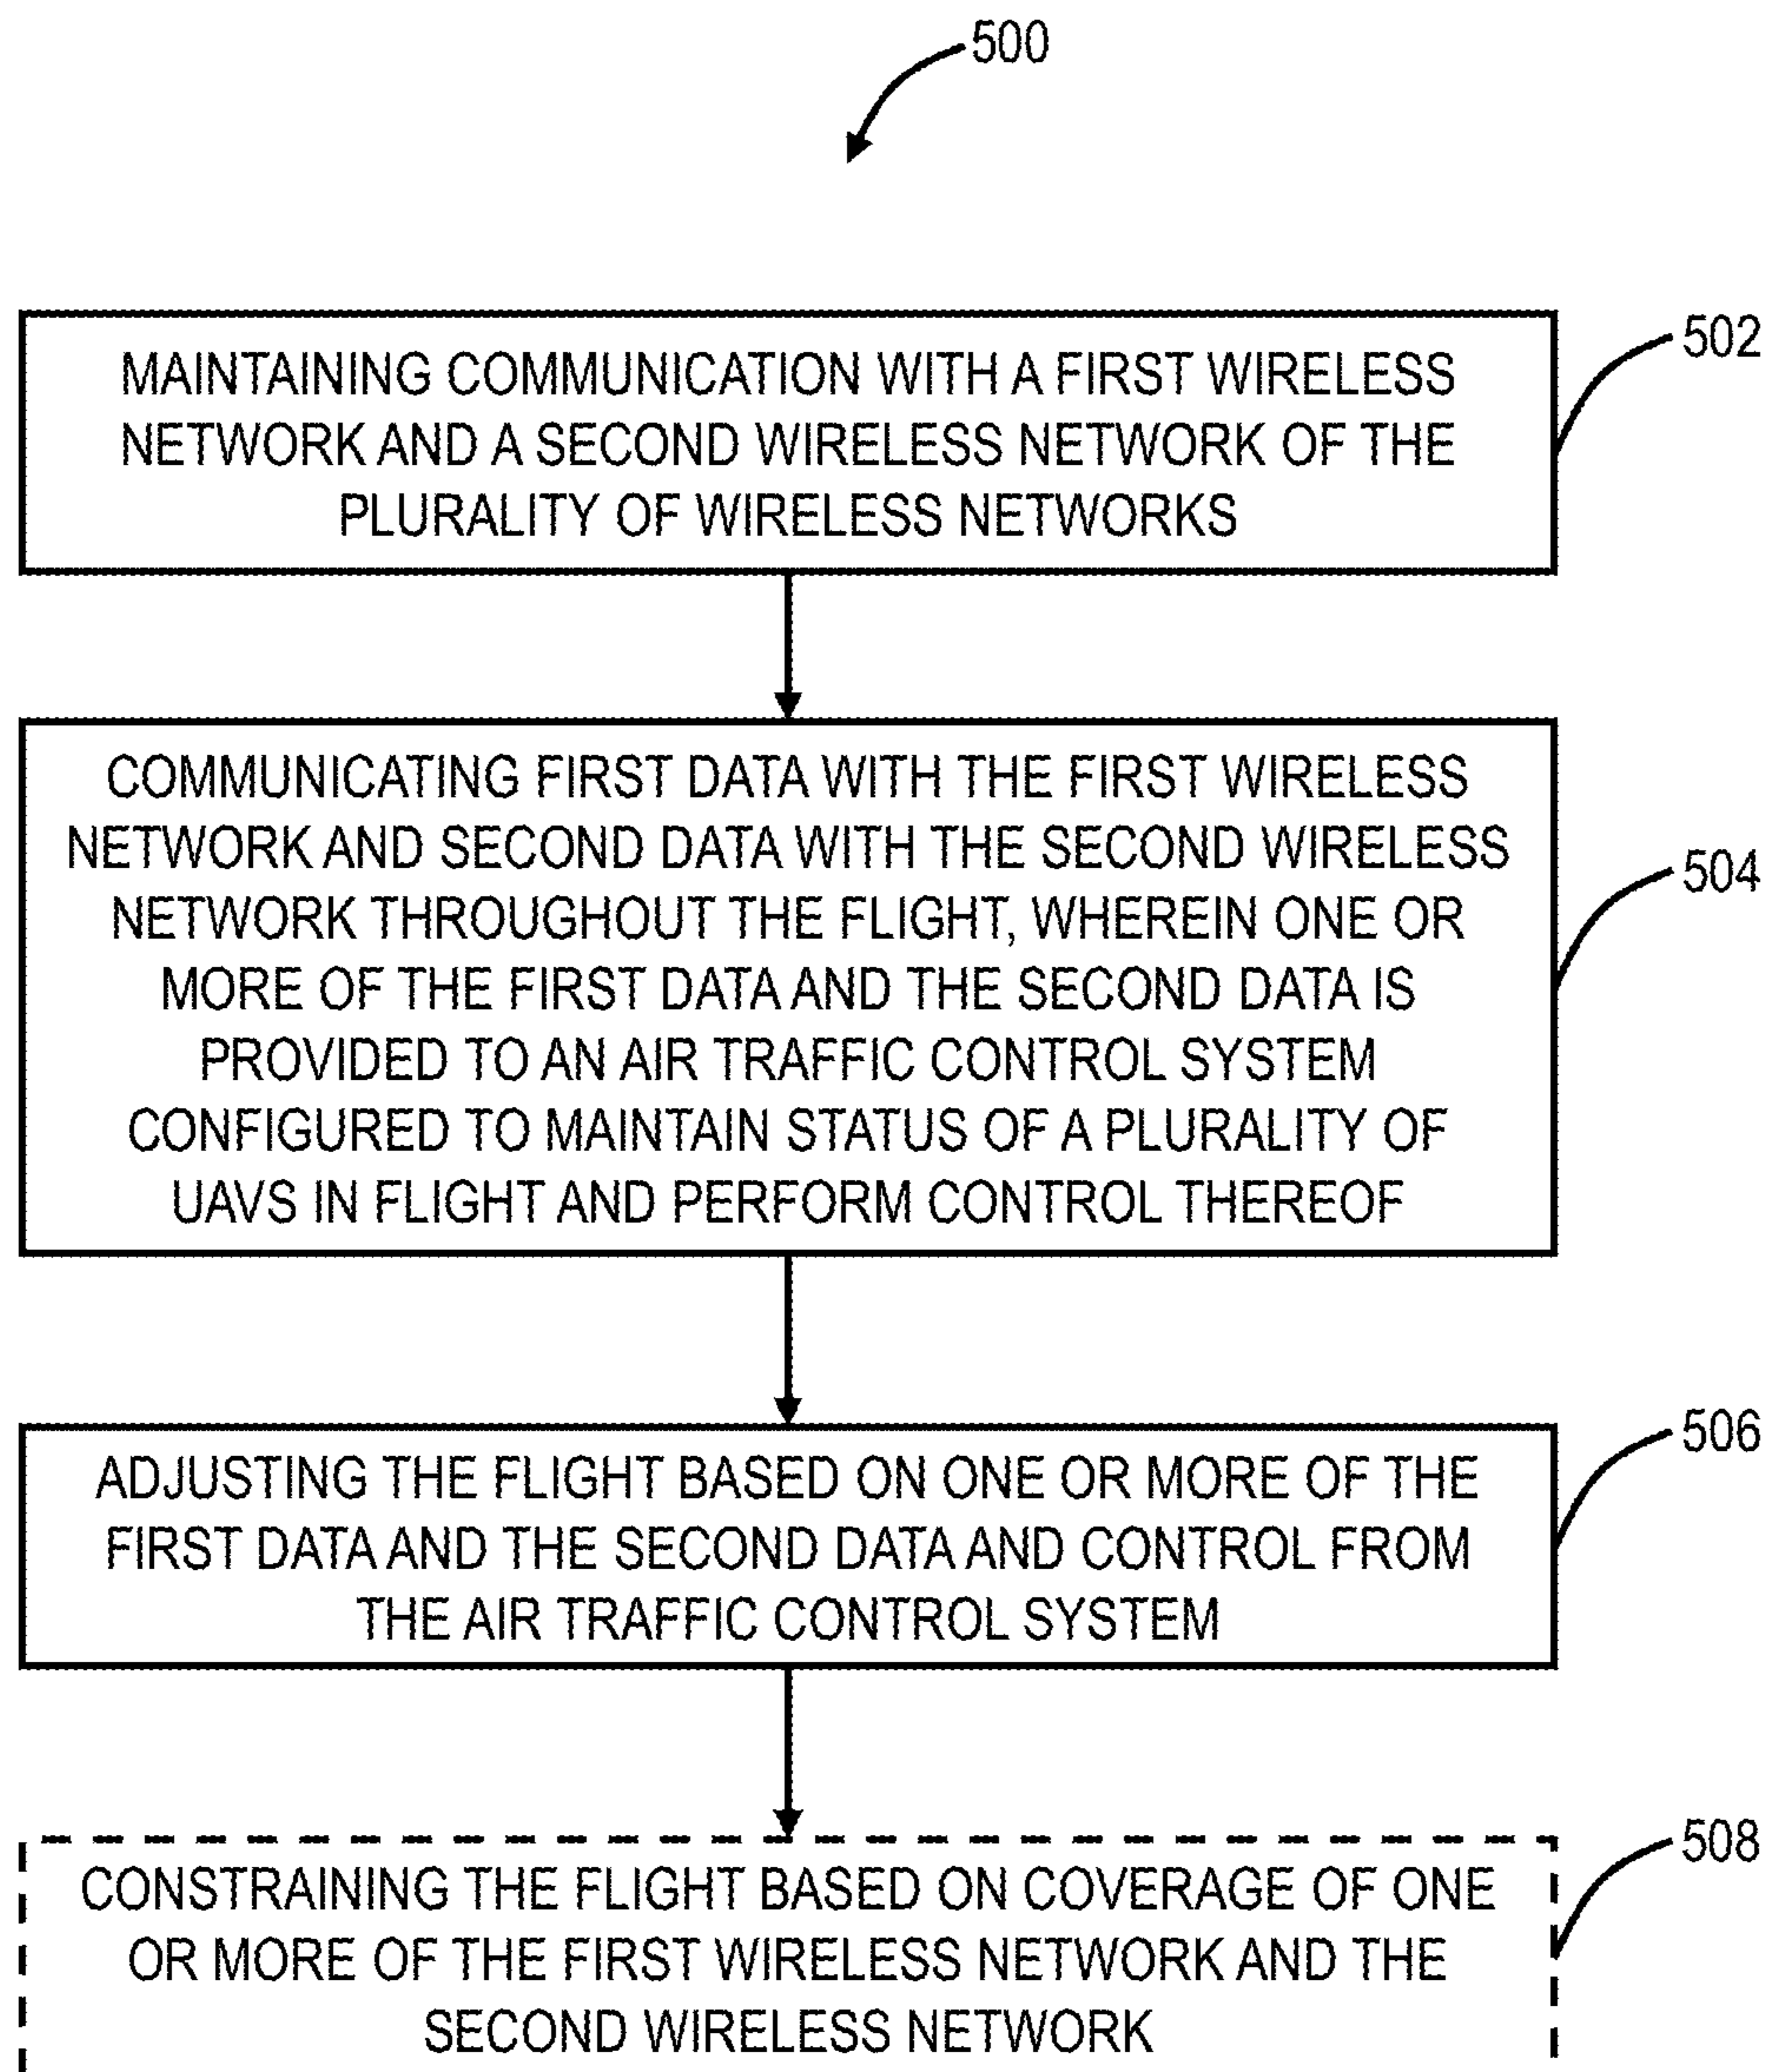 500
502
MAINTAINING COMMUNICATION WITH A FIRST WIRELESS
NETWORK AND A SECOND WIRELESS NETWORK OF THE
PLURALITY OF WIRELESS NETWORKS
504
COMMUNICATING FIRST DATA WITH THE FIRST WIRELESS
NETWORK AND SECOND DATA WITH THE SECOND WIRELESS
NETWORK THROUGHOUT THE FLIGHT, WHEREIN ONE OR
MORE OF THE FIRST DATA AND THE SECOND DATA IS
PROVIDED TO AN AIR TRAFFIC CONTROL SYSTEM
CONFIGURED TO MAINTAIN STATUS OF A PLURALITY OF
UAVS IN FLIGHT AND PERFORM CONTROL THEREOF
506
ADJUSTING THE FLIGHT BASED ON ONE OR MORE OF THE
FIRST DATA AND THE SECOND DATA AND CONTROL FROM
THE AIR TRAFFIC CONTROL SYSTEM
508
CONSTRAINING THE FLIGHT BASED ON COVERAGE OF ONE
OR MORE OF THE FIRST WIRELESS NETWORK AND THE
SECOND WIRELESS NETWORK